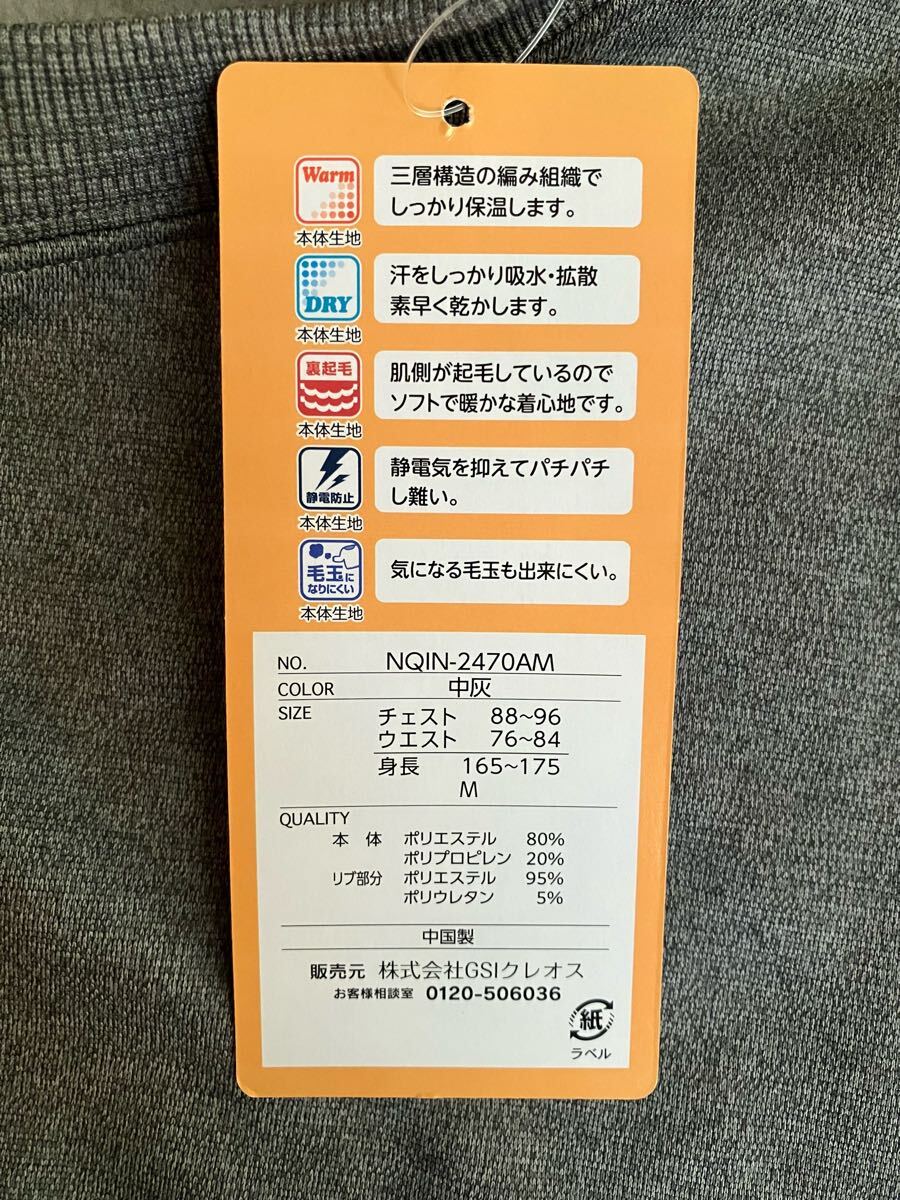 Warm
本体生地
三層構造の編み組織で
しっかり保温します。
DRY
本体生地
汗をしっかり吸水・拡散
素早く乾かします。
裏起毛
本体生地
肌側が起毛しているので
ソフトで暖かな着心地です。
静電防止
本体生地
静電気を抑えてパチパチ
し難い。
毛玉に
なりにくい
本体生地
気になる毛玉も出来にくい。
NO. NQIN-2470AM
COLOR 中灰
SIZE チェスト 88~96
ウエスト 76~84
身長 165~175
M
QUALITY
本 体 ポリエステル 80%
ポリプロピレン 20%
リブ部分 ポリエステル 95%
ポリウレタン 5%
中国製
販売元 株式会社GSIクレオス
お客様相談室 0120-506036
紙
ラベル